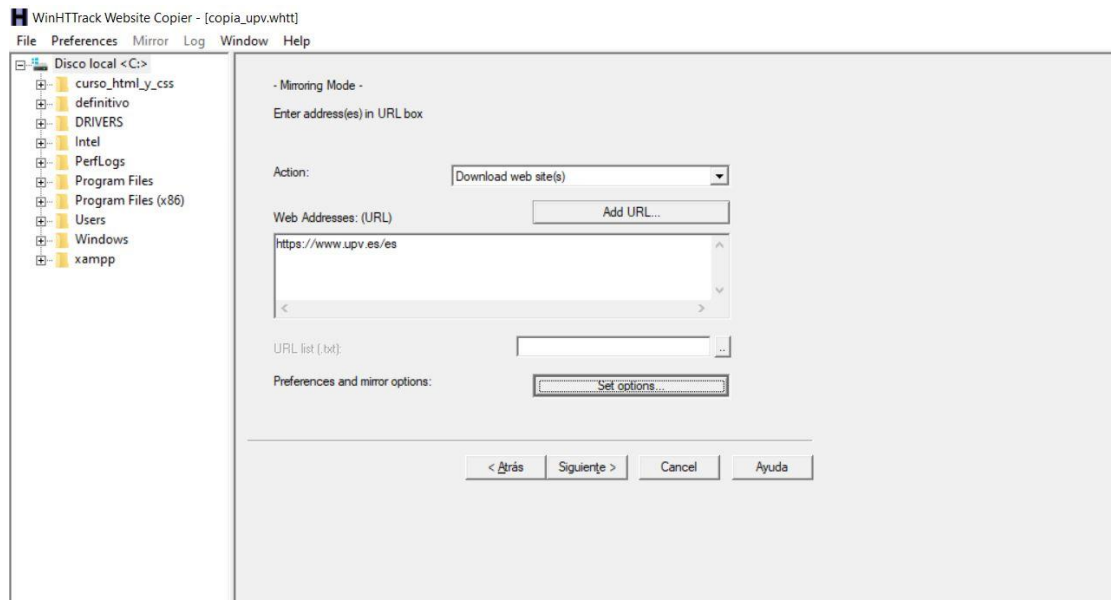 WinHTTrack Website Copier - [copia_upv.whtt]
File Preferences Mirror Log Window Help
Disco local <C:>
curso_html_y_css
definitivo
DRIVERS
Intel
PerfLogs
Program Files
Program Files (x86)
Users
Windows
xampp
- Mirroring Mode -
Enter address(es) in URL box
Action: Download web site(s)
Web Addresses: (URL) Add URL...
https://www.upv.es/es
URL list (.txt): ..
Preferences and mirror options: Set options...
< Atrás Siguiente > Cancel Ayuda